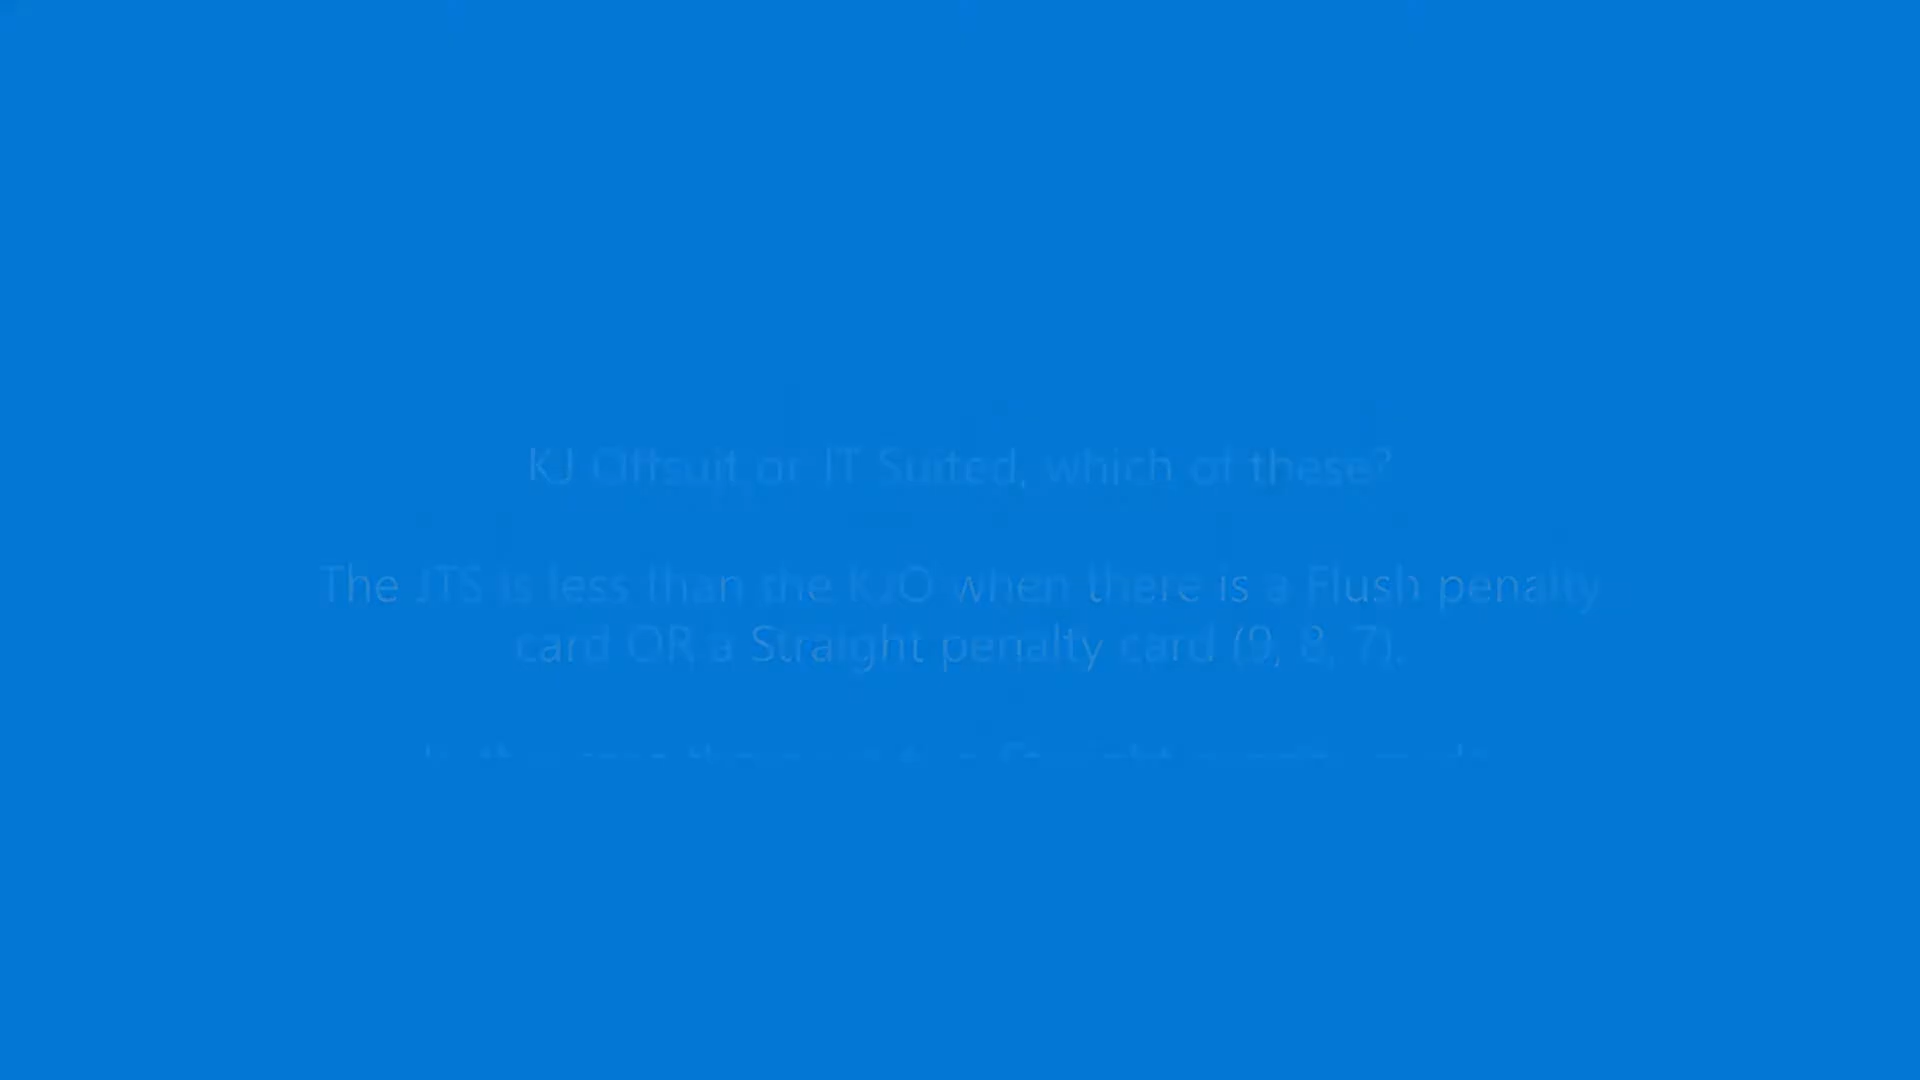 KJ Offsuit or JT Suited, which of these?
The JTS is less than the KJO when there is a Flush penalty
card OR a Straight penalty card (9, 8, 7).